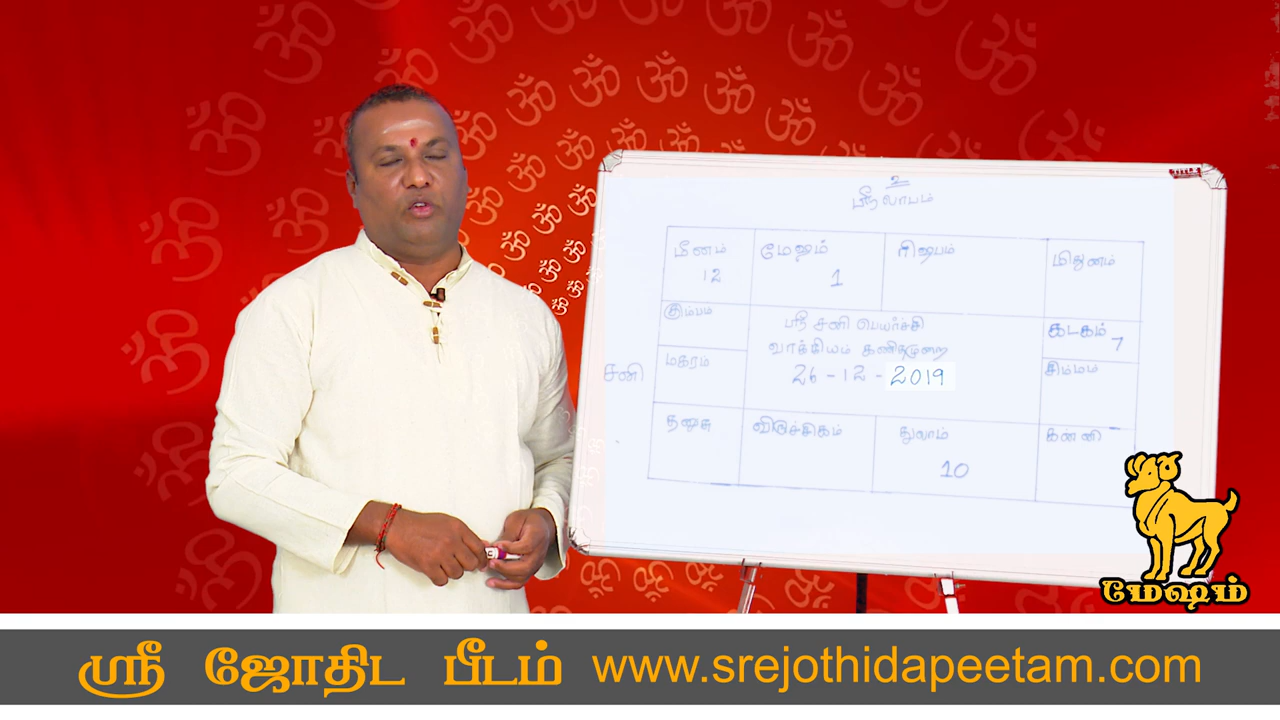 உ
ஸ்ரீ லாபம்
மீனம் மேஷம் ரிஷபம் மிதுனம்
12 1
கும்பம் ஸ்ரீ சனி பெயர்ச்சி கடகம் 7
வாக்கியம் கணிதமுறை
சனி மகரம் 26-12-2019 சிம்மம்
தனுசு விருச்சிகம் துலாம் கன்னி
10
மேஷம்
ஸ்ரீ ஜோதிட பீடம் www.srejothidapeetam.com